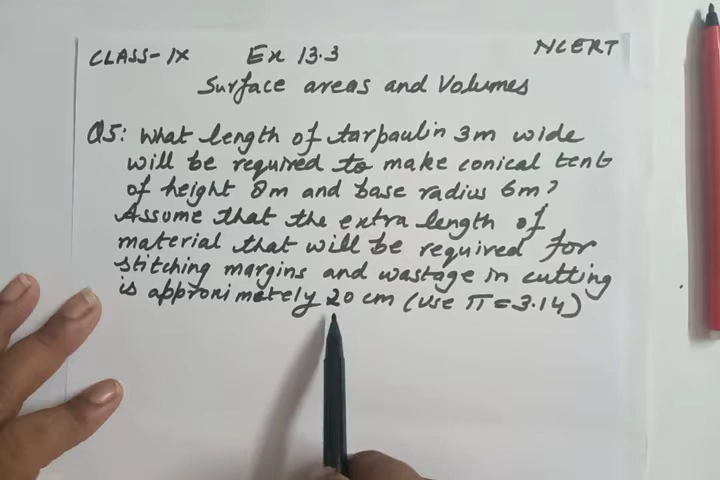 CLASS-IX Ex 13.3 NCERT
Surface areas and Volumes
Q5: What length of tarpaulin 3m wide
will be required to make conical tent
of height 8m and base radius 6m?
Assume that the extra length of
material that will be required for
stitching margins and wastage in cutting
is approximately 20 cm (use π = 3.14)